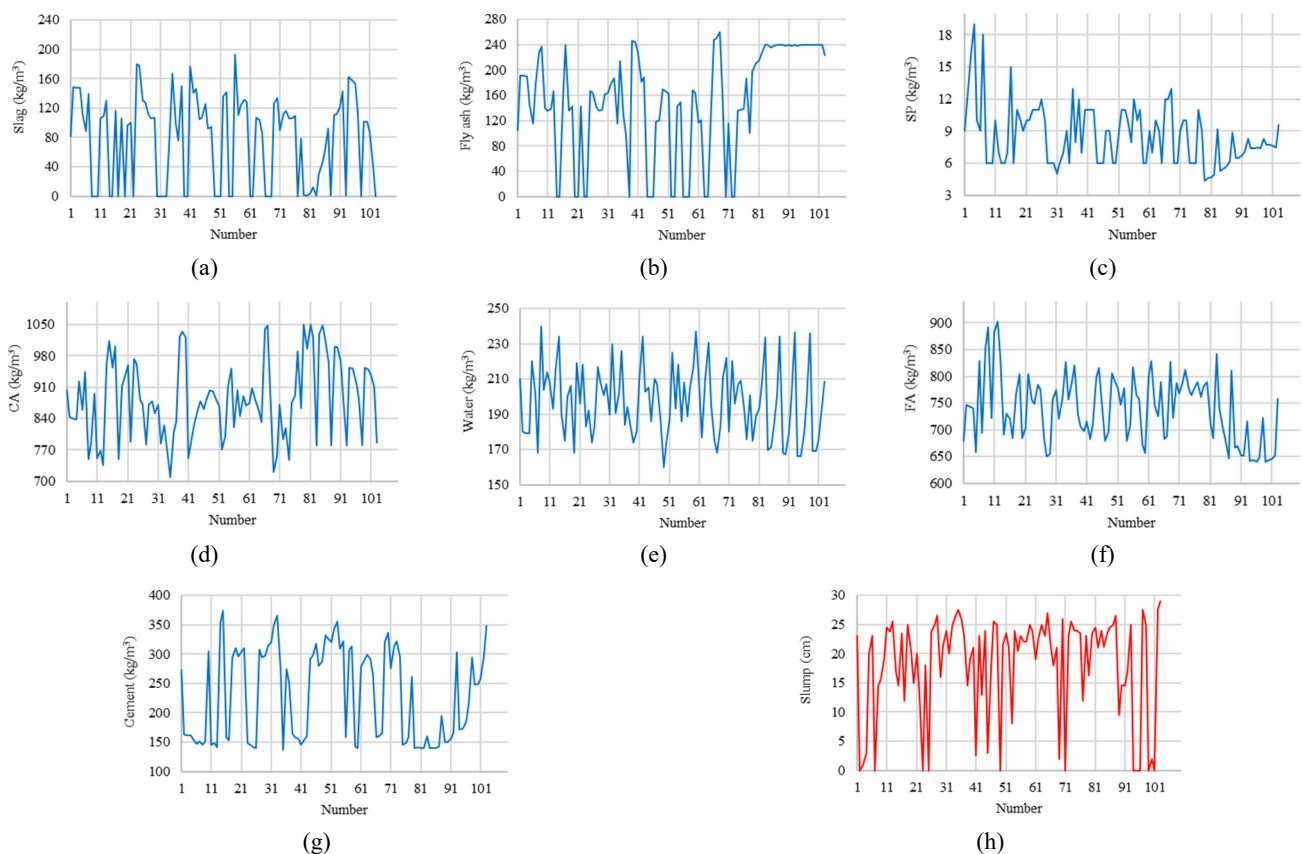 Slag (kg/m³)
240
200
160
120
80
40
0
1 11 21 31 41 51 61 71 81 91 101
Number
(a)
Fly ash (kg/m³)
280
240
200
160
120
80
40
0
1 11 21 31 41 51 61 71 81 91 101
Number
(b)
SP (kg/m³)
18
15
12
9
6
3
1 11 21 31 41 51 61 71 81 91 101
Number
(c)
CA (kg/m³)
1050
980
910
840
770
700
1 11 21 31 41 51 61 71 81 91 101
Number
(d)
Water (kg/m³)
250
230
210
190
170
150
1 11 21 31 41 51 61 71 81 91 101
Number
(e)
FA (kg/m³)
900
850
800
750
700
650
600
1 11 21 31 41 51 61 71 81 91 101
Number
(f)
Cement (kg/m³)
400
350
300
250
200
150
100
1 11 21 31 41 51 61 71 81 91 101
Number
(g)
Slump (cm)
30
25
20
15
10
5
0
1 11 21 31 41 51 61 71 81 91 101
Number
(h)